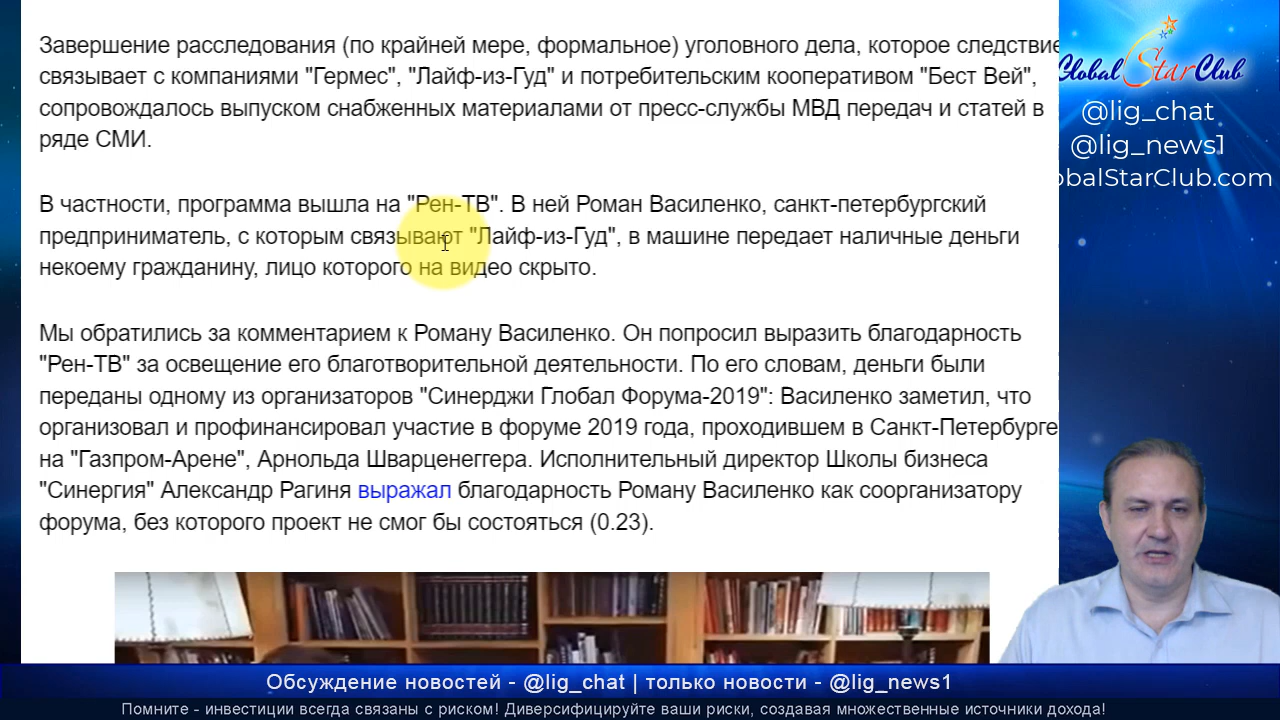 Завершение расследования (по крайней мере, формальное) уголовного дела, которое следствие
связывает с компаниями "Гермес", "Лайф-из-Гуд" и потребительским кооперативом "Бест Вей",
сопровождалось выпуском снабженных материалами от пресс-службы МВД передач и статей в
ряде СМИ.
В частности, программа вышла на "Рен-ТВ". В ней Роман Василенко, санкт-петербургский
предприниматель, с которым связывают "Лайф-из-Гуд", в машине передает наличные деньги
некоему гражданину, лицо которого на видео скрыто.
Мы обратились за комментарием к Роману Василенко. Он попросил выразить благодарность
"Рен-ТВ" за освещение его благотворительной деятельности. По его словам, деньги были
переданы одному из организаторов "Синерджи Глобал Форума-2019": Василенко заметил, что
организовал и профинансировал участие в форуме 2019 года, проходившем в Санкт-Петербурге
на "Газпром-Арене", Арнольда Шварценеггера. Исполнительный директор Школы бизнеса
"Синергия" Александр Рагиня выражал благодарность Роману Василенко как соорганизатору
форума, без которого проект не смог бы состояться (0.23).
Global StarClub
@lig_chat
@lig_news1
obalStarClub.com
Обсуждение новостей - @lig_chat | только новости - @lig_news1
Помните - инвестиции всегда связаны с риском! Диверсифицируйте ваши риски, создавая множественные источники дохода!